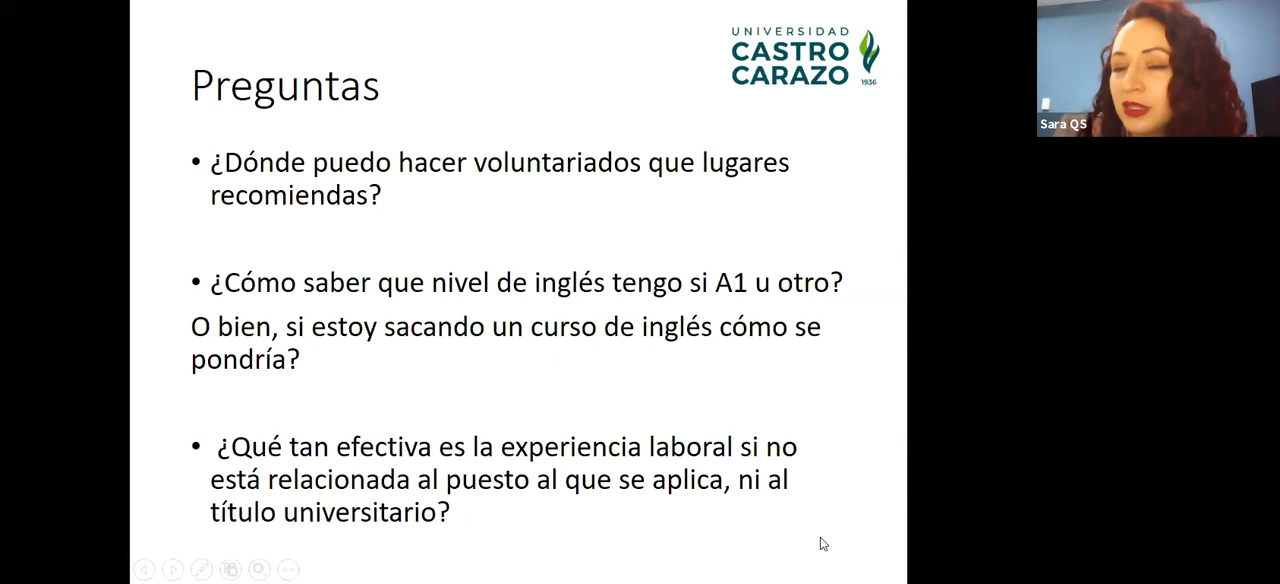 UNIVERSIDAD
CASTRO
CARAZO
1936
Sara QS
Preguntas
• ¿Dónde puedo hacer voluntariados que lugares
recomiendas?
• ¿Cómo saber que nivel de inglés tengo si A1 u otro?
O bien, si estoy sacando un curso de inglés cómo se
pondría?
• ¿Qué tan efectiva es la experiencia laboral si no
está relacionada al puesto al que se aplica, ni al
título universitario?